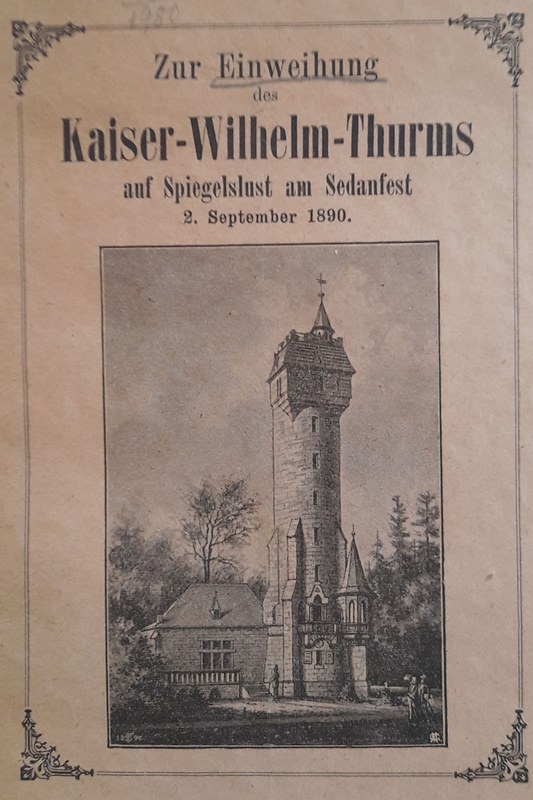 Zur Einweihung
des
Kaiser-Wilhelm-Thurms
auf Spiegelslust am Sedanfest
2. September 1890.